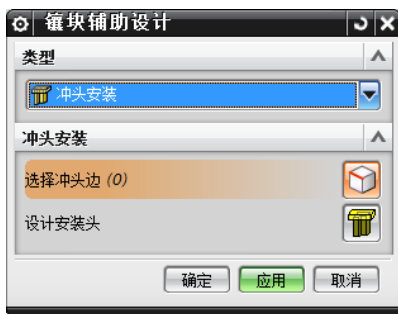 镶块辅助设计
类型
冲头安装
冲头安装
选择冲头边 (0)
设计安装头
确定 应用 取消